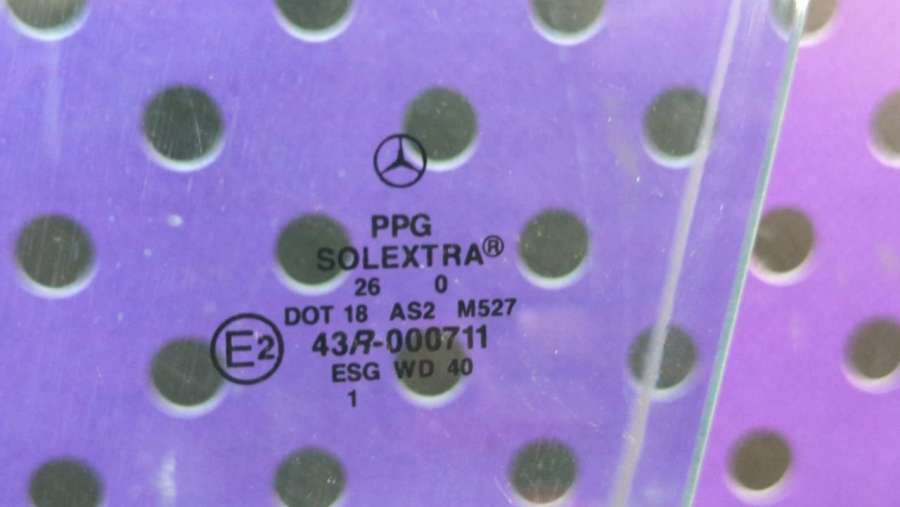 PPG
SOLEXTRA®
26 0
DOT 18 AS2 M527
E2 43R-000711
ESG WD 40
1